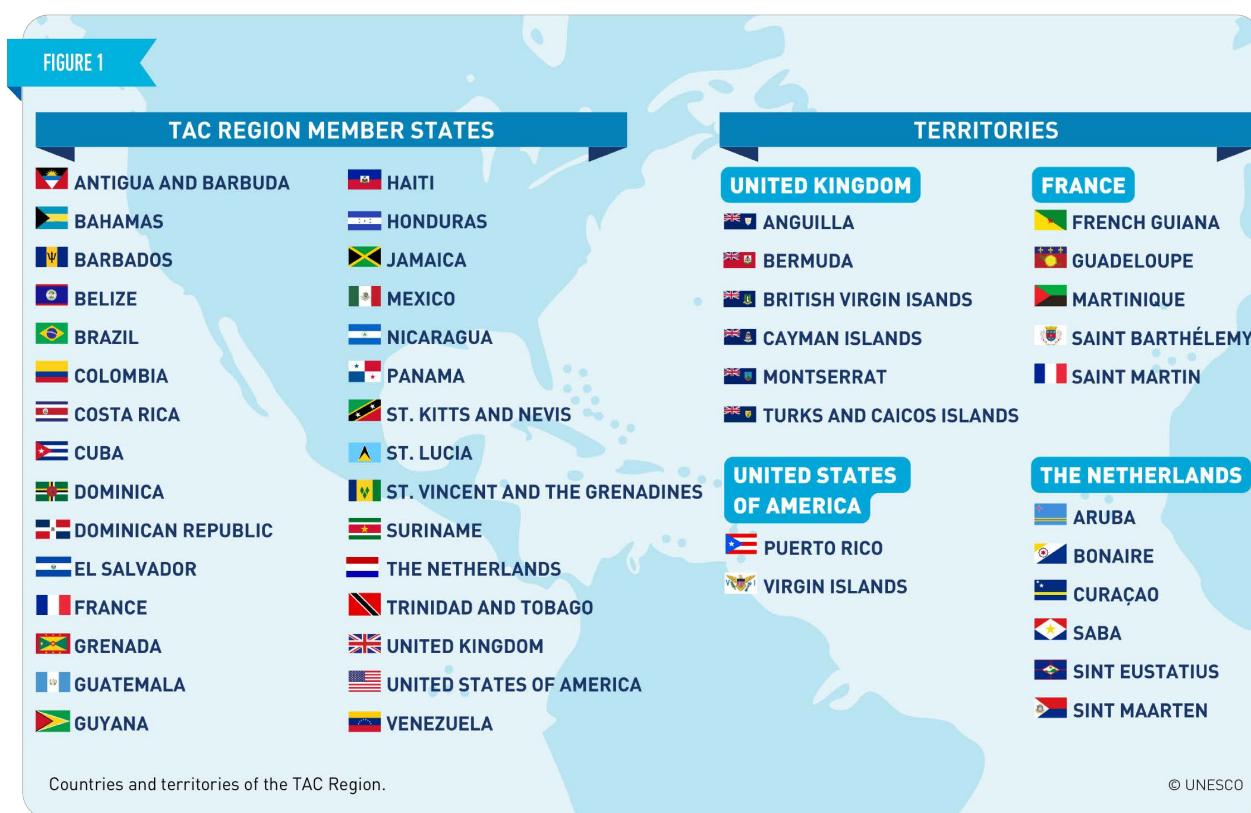 FIGURE 1
TAC REGION MEMBER STATES
ANTIGUA AND BARBUDA
BAHAMAS
BARBADOS
BELIZE
BRAZIL
COLOMBIA
COSTA RICA
CUBA
DOMINICA
DOMINICAN REPUBLIC
EL SALVADOR
FRANCE
GRENADA
GUATEMALA
GUYANA
HAITI
HONDURAS
JAMAICA
MEXICO
NICARAGUA
PANAMA
ST. KITTS AND NEVIS
ST. LUCIA
ST. VINCENT AND THE GRENADINES
SURINAME
THE NETHERLANDS
TRINIDAD AND TOBAGO
UNITED KINGDOM
UNITED STATES OF AMERICA
VENEZUELA
TERRITORIES
UNITED KINGDOM
ANGUILLA
BERMUDA
BRITISH VIRGIN ISANDS
CAYMAN ISLANDS
MONTSERRAT
TURKS AND CAICOS ISLANDS
UNITED STATES
OF AMERICA
PUERTO RICO
VIRGIN ISLANDS
FRANCE
FRENCH GUIANA
GUADELOUPE
MARTINIQUE
SAINT BARTHÉLEMY
SAINT MARTIN
THE NETHERLANDS
ARUBA
BONAIRE
CURAÇAO
SABA
SINT EUSTATIUS
SINT MAARTEN
Countries and territories of the TAC Region.
© UNESCO